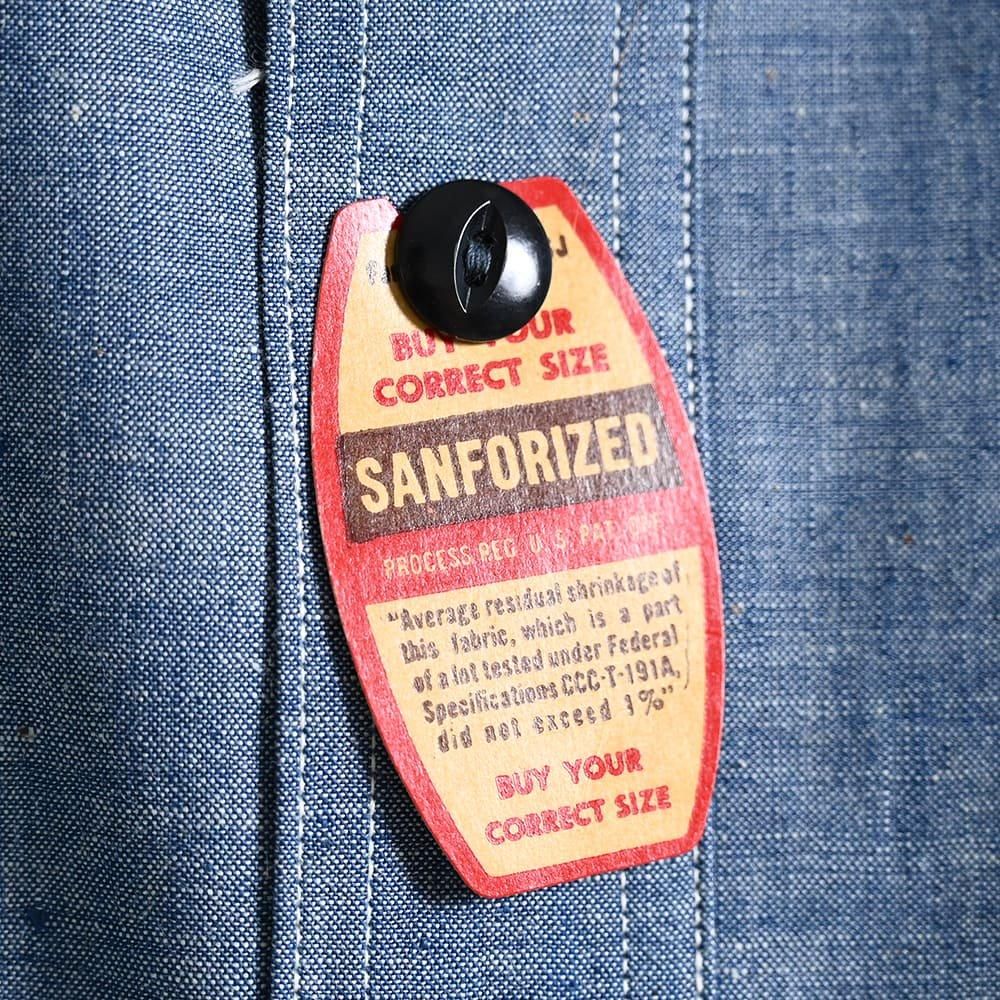 BUY YOUR
CORRECT SIZE
SANFORIZED
PROCESS REG. U.S. PAT. OFF.
"Average residual shrinkage of
this fabric, which is a part
of a lot tested under Federal
Specifications CCC-T-191A,
did not exceed 1%"
BUY YOUR
CORRECT SIZE